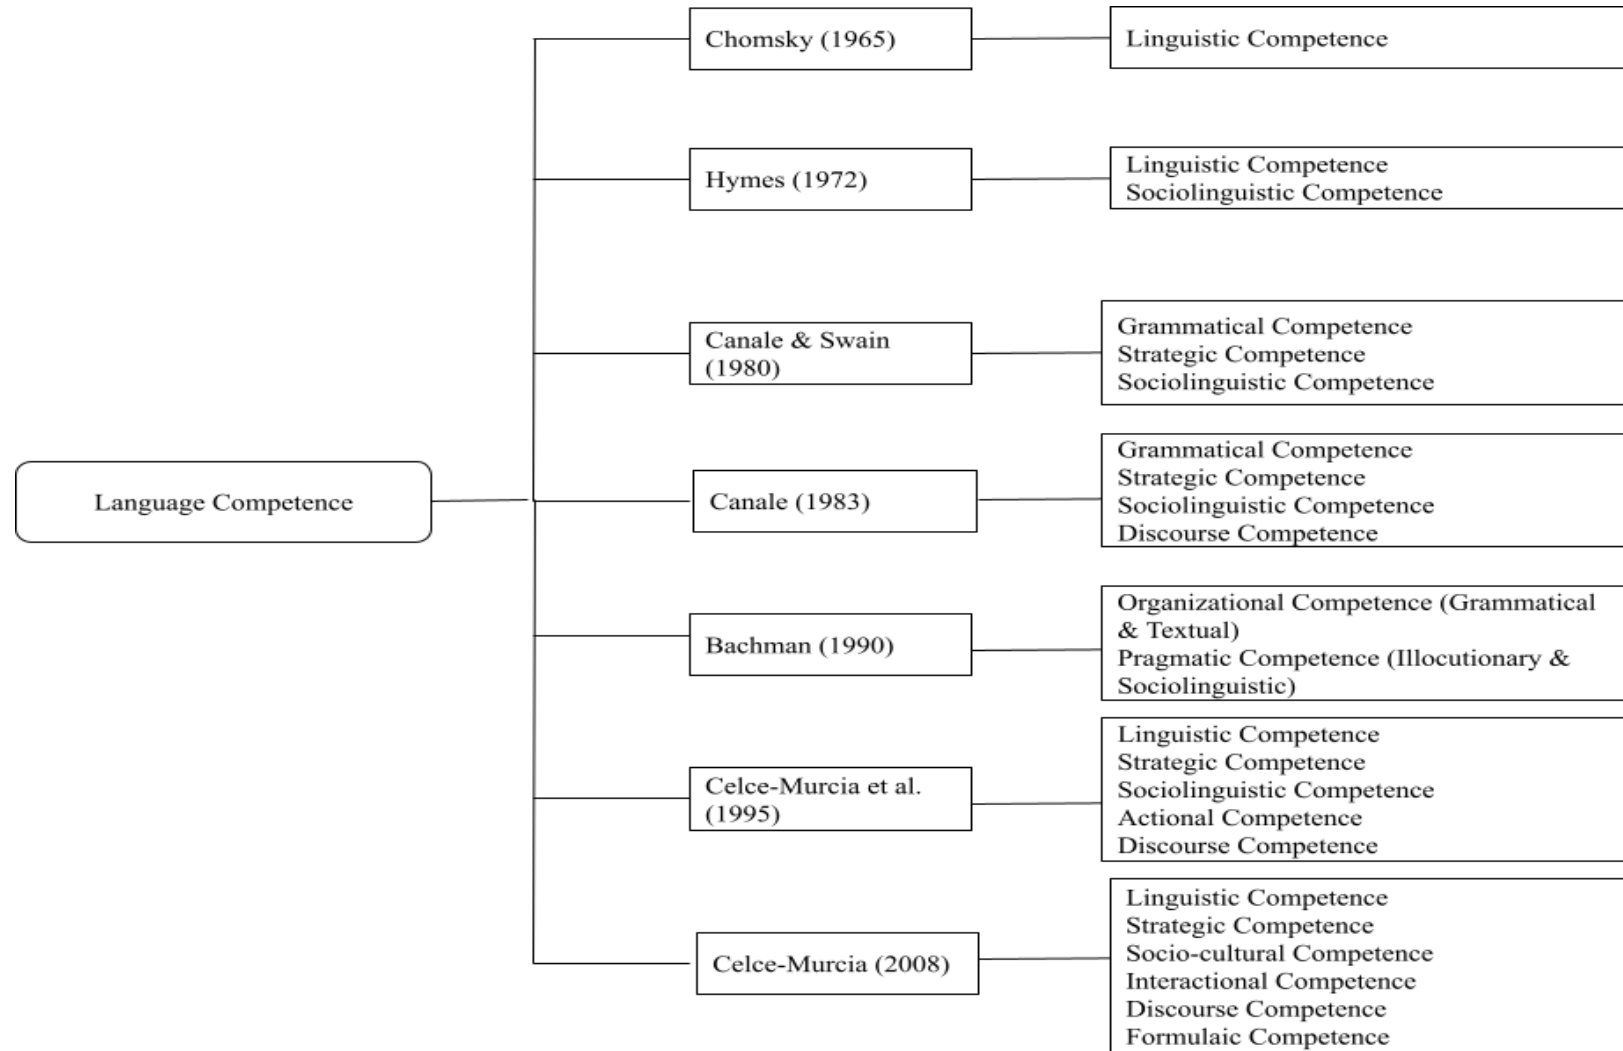 Chomsky (1965)
Linguistic Competence
Hymes (1972)
Linguistic Competence
Sociolinguistic Competence
Canale & Swain
(1980)
Grammatical Competence
Strategic Competence
Sociolinguistic Competence
Language Competence
Canale (1983)
Grammatical Competence
Strategic Competence
Sociolinguistic Competence
Discourse Competence
Bachman (1990)
Organizational Competence (Grammatical
& Textual)
Pragmatic Competence (Illocutionary &
Sociolinguistic)
Celce-Murcia et al.
(1995)
Linguistic Competence
Strategic Competence
Sociolinguistic Competence
Actional Competence
Discourse Competence
Celce-Murcia (2008)
Linguistic Competence
Strategic Competence
Socio-cultural Competence
Interactional Competence
Discourse Competence
Formulaic Competence